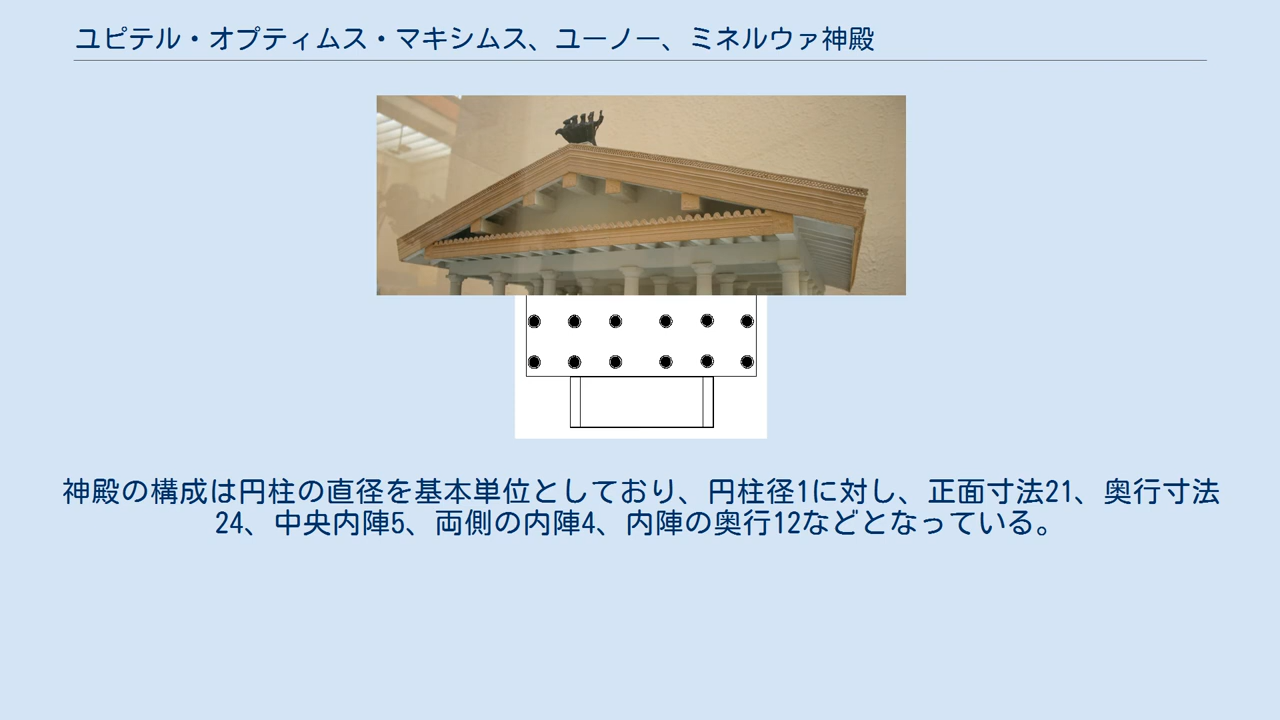 ユピテル・オプティムス・マキシムス、ユーノー、ミネルウァ神殿
神殿の構成は円柱の直径を基本単位としており、円柱径1に対し、正面寸法21、奥行寸法
24、中央内陣5、両側の内陣4、内陣の奥行12などとなっている。